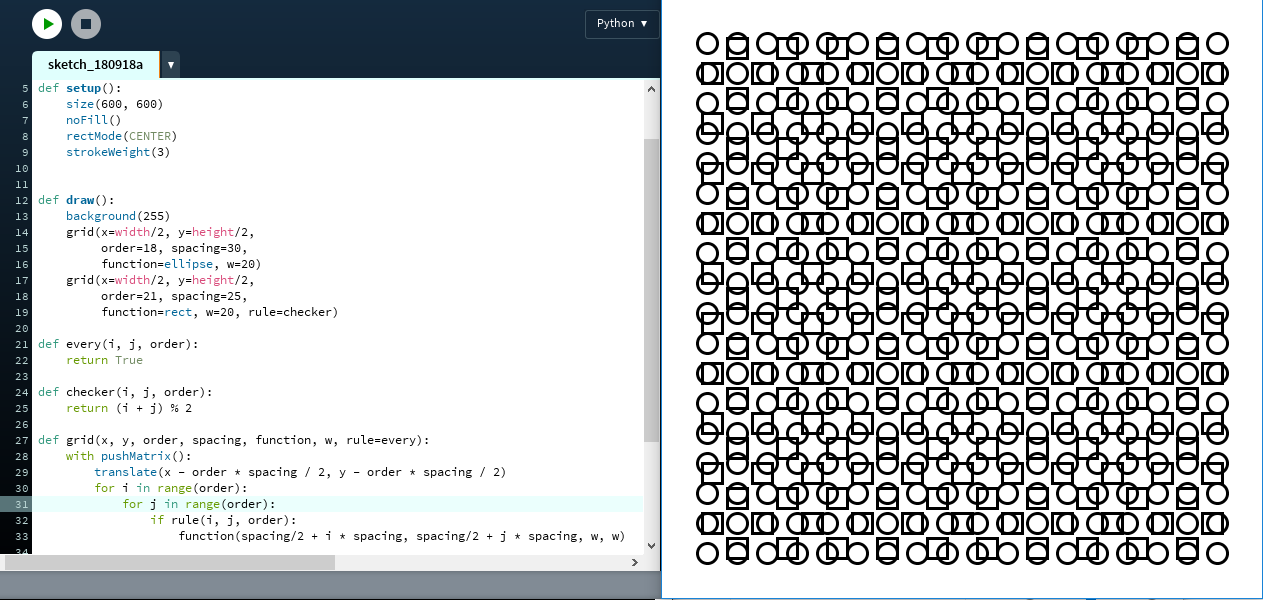 Python ▼
sketch_180918a ▼
5 def setup():
6     size(600, 600)
7     noFill()
8     rectMode(CENTER)
9     strokeWeight(3)
10
11
12 def draw():
13     background(255)
14     grid(x=width/2, y=height/2,
15          order=18, spacing=30,
16          function=ellipse, w=20)
17     grid(x=width/2, y=height/2,
18          order=21, spacing=25,
19          function=rect, w=20, rule=checker)
20
21 def every(i, j, order):
22     return True
23
24 def checker(i, j, order):
25     return (i + j) % 2
26
27 def grid(x, y, order, spacing, function, w, rule=every):
28     with pushMatrix():
29         translate(x - order * spacing / 2, y - order * spacing / 2)
30         for i in range(order):
31             for j in range(order):
32                 if rule(i, j, order):
33                     function(spacing/2 + i * spacing, spacing/2 + j * spacing, w, w)
34